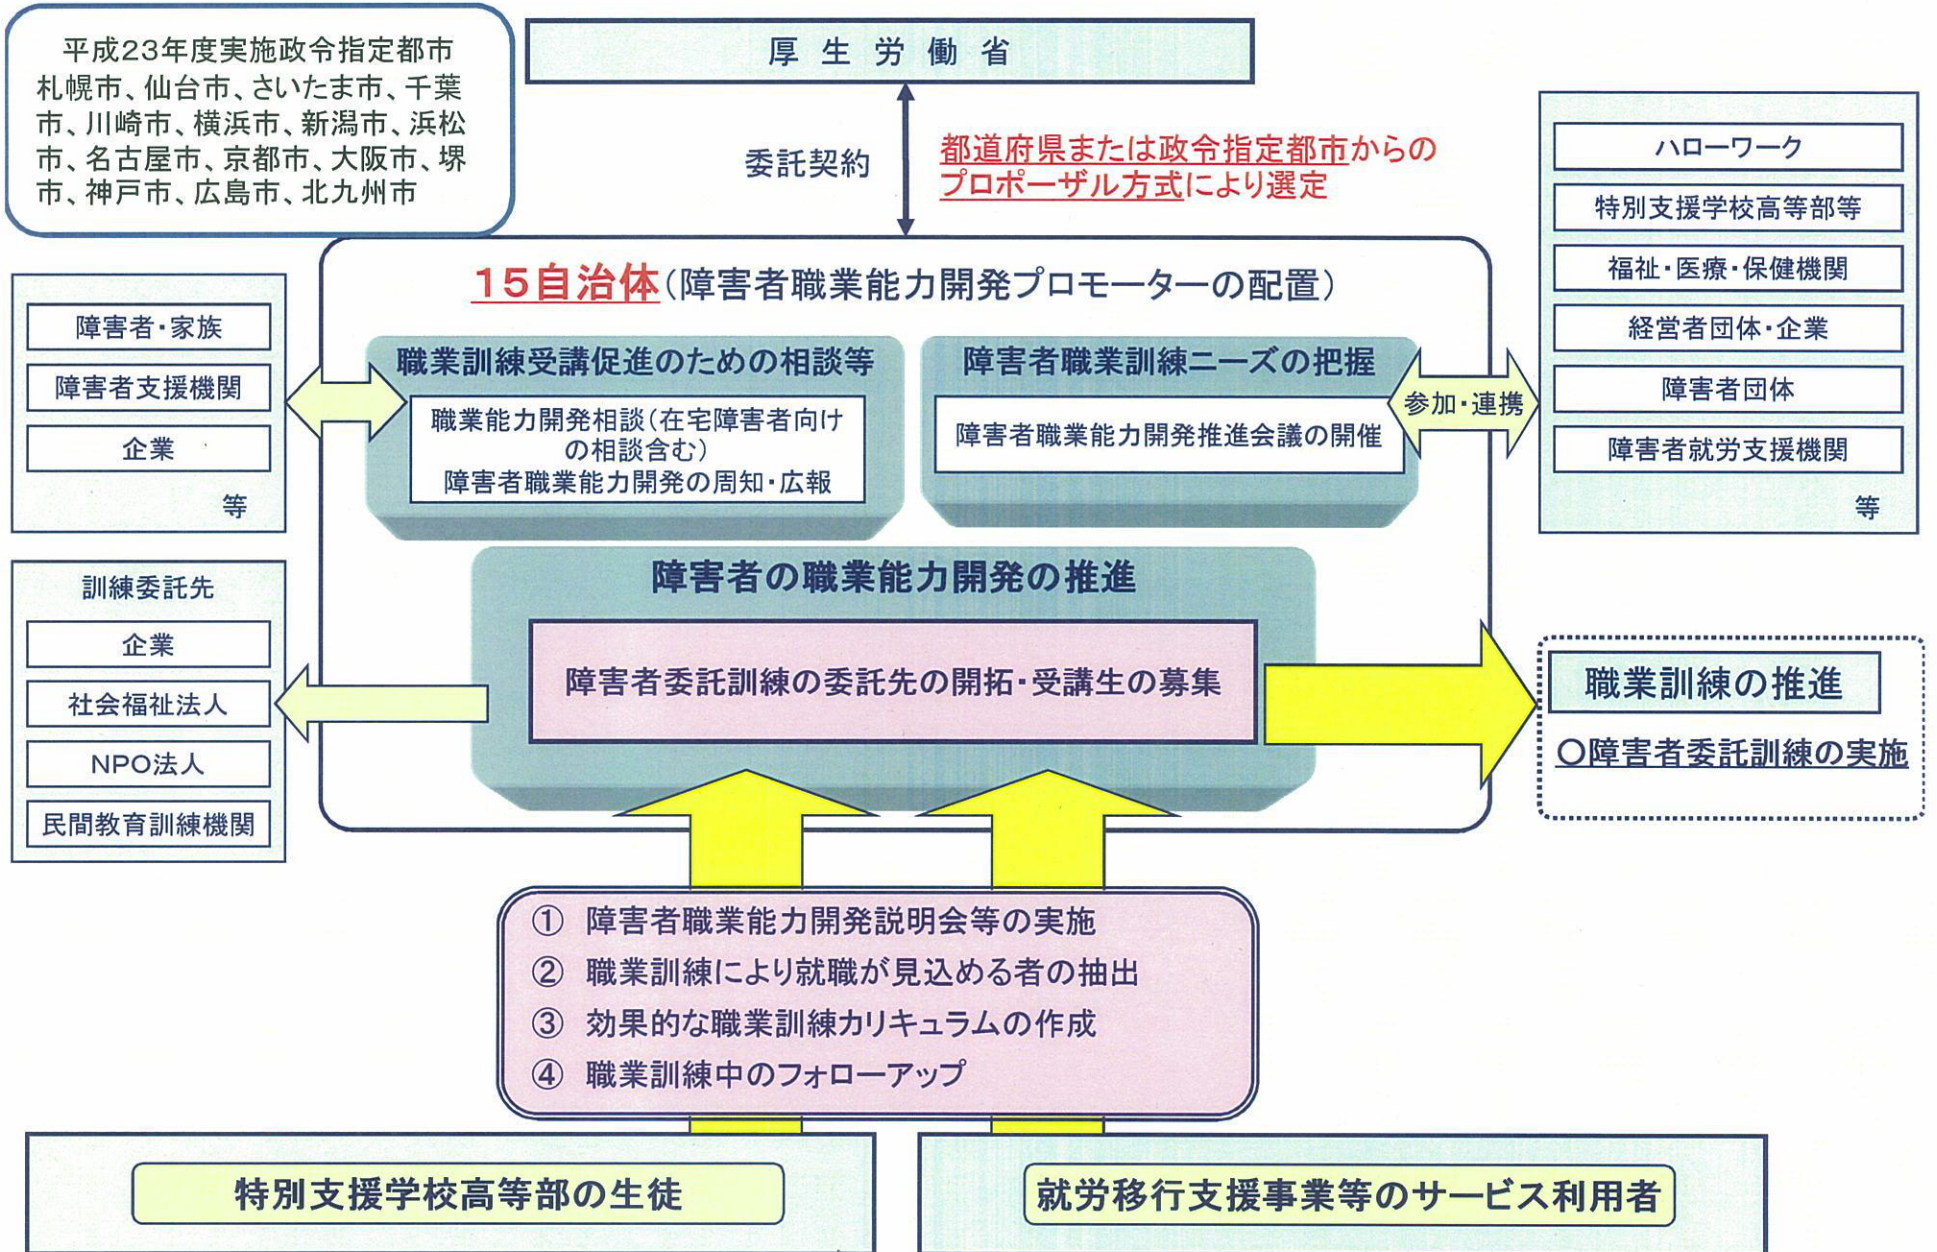 平成23年度実施政令指定都市
札幌市、仙台市、さいたま市、千葉
市、川崎市、横浜市、新潟市、浜松
市、名古屋市、京都市、大阪市、堺
市、神戸市、広島市、北九州市
厚生労働省
委託契約
都道府県または政令指定都市からの
プロポーザル方式により選定
15自治体(障害者職業能力開発プロモーターの配置)
障害者・家族
障害者支援機関
企業
等
職業訓練受講促進のための相談等
職業能力開発相談(在宅障害者向け
の相談含む)
障害者職業能力開発の周知・広報
障害者職業訓練ニーズの把握
障害者職業能力開発推進会議の開催
参加・連携
ハローワーク
特別支援学校高等部等
福祉・医療・保健機関
経営者団体・企業
障害者団体
障害者就労支援機関
等
訓練委託先
企業
社会福祉法人
NPO法人
民間教育訓練機関
障害者の職業能力開発の推進
障害者委託訓練の委託先の開拓・受講生の募集
職業訓練の推進
○障害者委託訓練の実施
① 障害者職業能力開発説明会等の実施
② 職業訓練により就職が見込める者の抽出
③ 効果的な職業訓練カリキュラムの作成
④ 職業訓練中のフォローアップ
特別支援学校高等部の生徒
就労移行支援事業等のサービス利用者